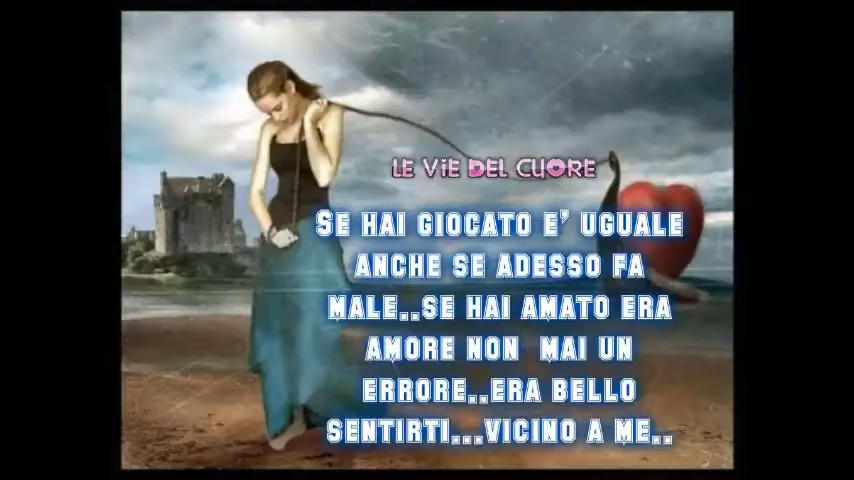 LE VIE DEL CUORE
SE HAI GIOCATO E' UGUALE
ANCHE SE ADESSO FA
MALE..SE HAI AMATO ERA
AMORE NON MAI UN
ERRORE..ERA BELLO
SENTIRTI...VICINO A ME..